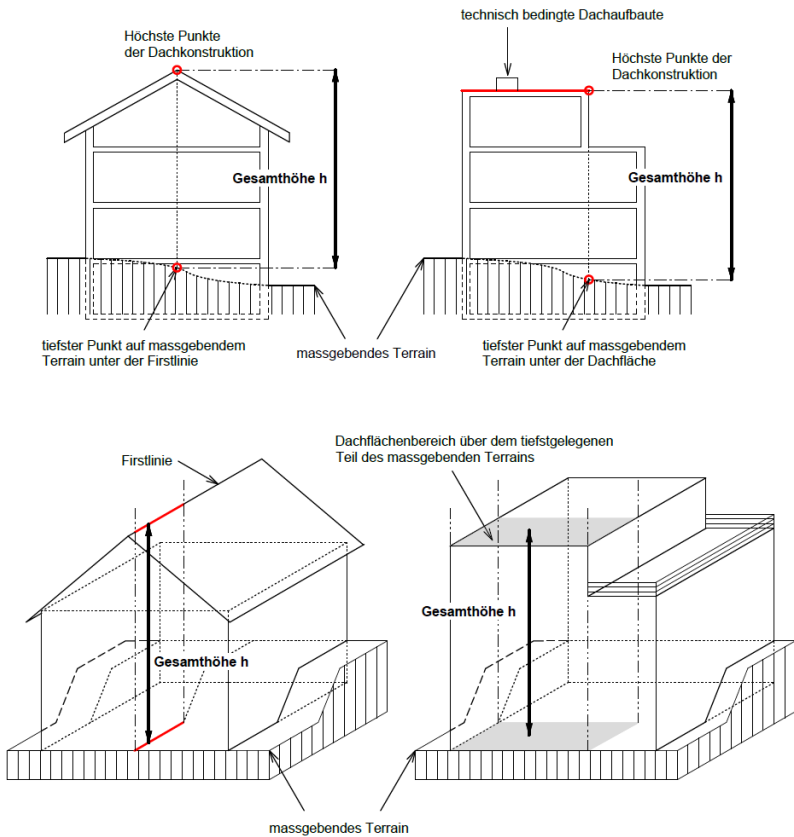 technisch bedingte Dachaufbaute
Höchste Punkte
der Dachkonstruktion
Höchste Punkte der
Dachkonstruktion
Gesamthöhe h
Gesamthöhe h
tiefster Punkt auf massgebendem
Terrain unter der Firstlinie
massgebendes Terrain
tiefster Punkt auf massgebendem
Terrain unter der Dachfläche
Firstlinie
Dachflächenbereich über dem tiefstgelegenen
Teil des massgebenden Terrains
Gesamthöhe h
Gesamthöhe h
massgebendes Terrain